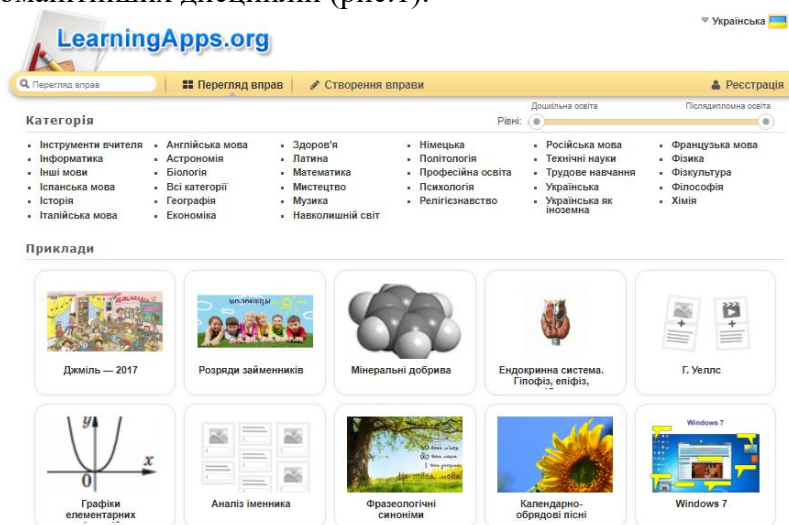 оманітніших дисциплін (рис.1).
LearningApps.org
Українська
Перегляд вправ
Перегляд вправ
Створення вправи
Реєстрація
Категорія
Рівні:
Дошкільна освіта
Післядипломна освіта
Інструменти вчителя
Інформатика
Інші мови
Іспанська мова
Історія
Італійська мова
Англійська мова
Астрономія
Біологія
Всі категорії
Географія
Економіка
Здоров'я
Латина
Математика
Мистецтво
Музика
Навколишній світ
Німецька
Політологія
Професійна освіта
Психологія
Релігієзнавство
Російська мова
Технічні науки
Трудове навчання
Українська
Українська як
іноземна
Французька мова
Фізика
Фізкультура
Філософія
Хімія
Приклади
Джміль — 2017
Розряди займенників
Мінеральні добрива
Ендокринна система.
Гіпофіз, епіфіз,
Г. Уеллс
y
x
0
Графіки
елементарних
Аналіз іменника
Фразеологічні
синоніми
Календарно-
обрядові пісні
Windows 7
Windows 7